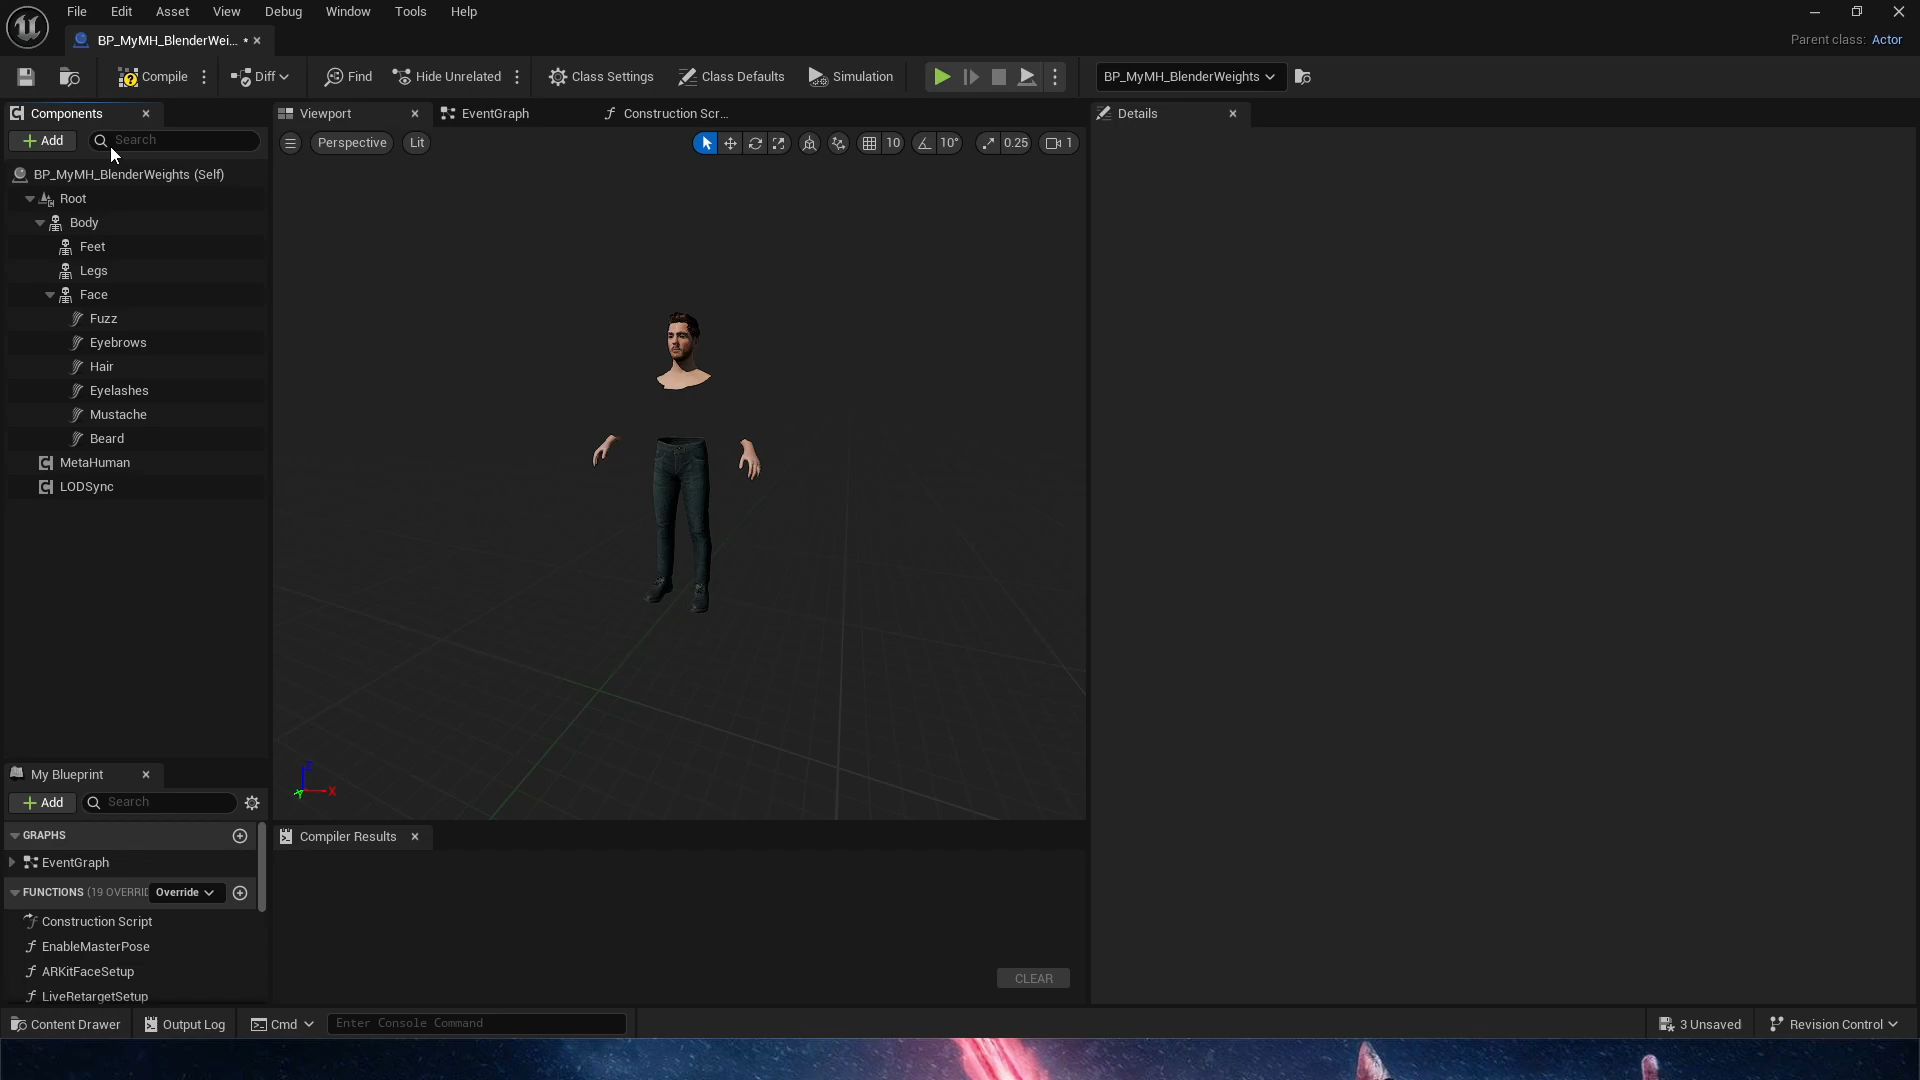 File Edit Asset View Debug Window Tools Help
BP_MyMH_BlenderWei... •
Parent class: Actor
Compile Diff Find Hide Unrelated Class Settings Class Defaults Simulation BP_MyMH_BlenderWeights
Components Viewport EventGraph Construction Scr... Details
Add Search Perspective Lit 10 10° 0.25 1
BP_MyMH_BlenderWeights (Self)
Root
Body
Feet
Legs
Face
Fuzz
Eyebrows
Hair
Eyelashes
Mustache
Beard
MetaHuman
LODSync
Z
X
Y
My Blueprint
Add Search
GRAPHS
EventGraph
FUNCTIONS (19 OVERRID Override
Construction Script
EnableMasterPose
ARKitFaceSetup
LiveRetargetSetup
Compiler Results
CLEAR
Content Drawer Output Log Cmd Enter Console Command 3 Unsaved Revision Control